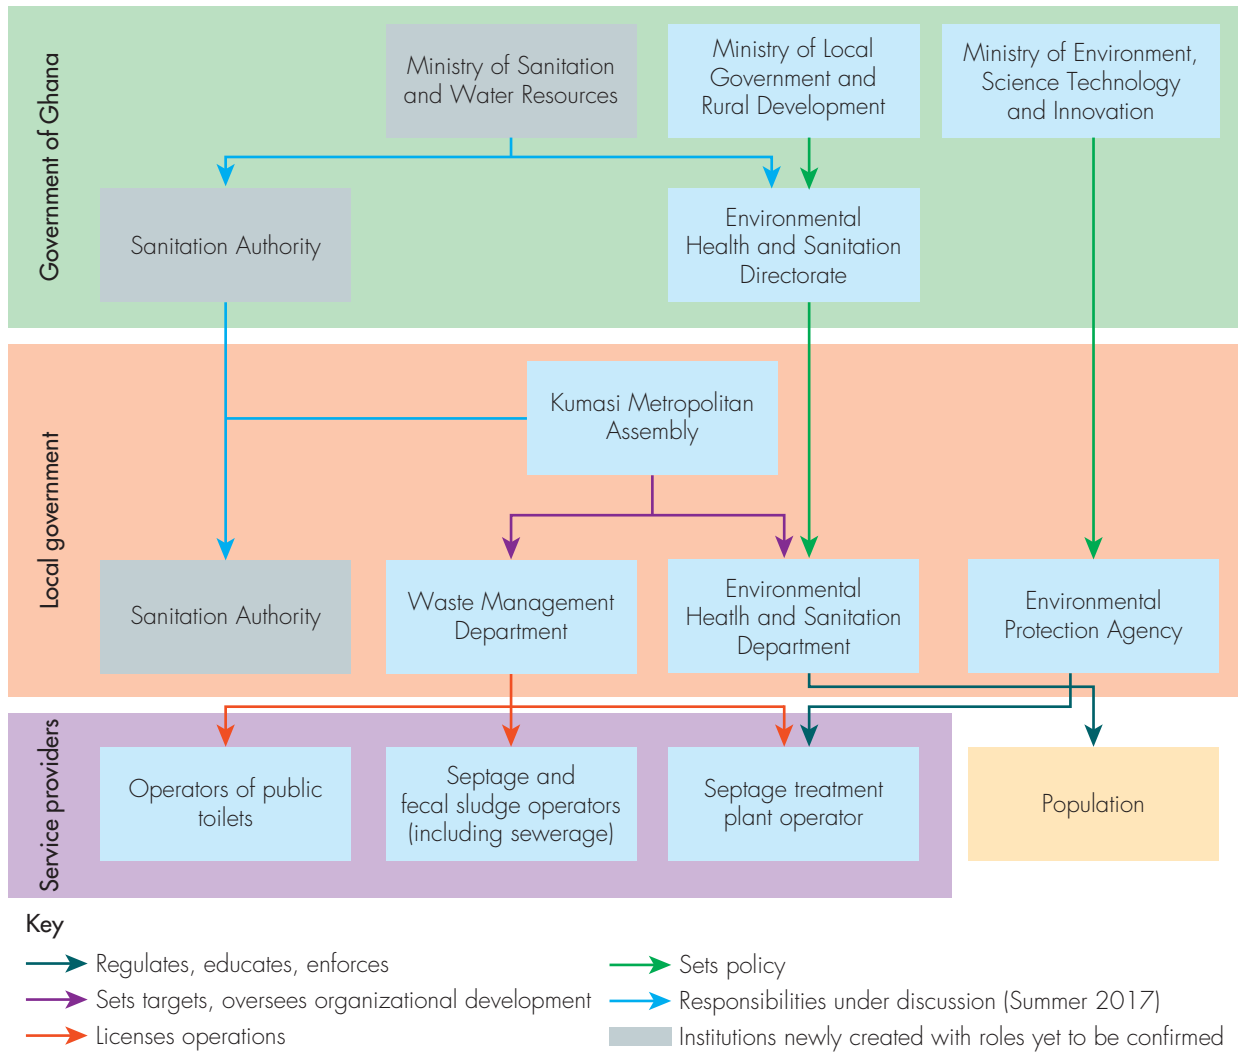 Government of Ghana
Ministry of Sanitation
and Water Resources
Ministry of Local
Government and
Rural Development
Ministry of Environment,
Science Technology
and Innovation
Sanitation Authority
Environmental
Health and Sanitation
Directorate
Local government
Kumasi Metropolitan
Assembly
Sanitation Authority
Waste Management
Department
Environmental
Health and Sanitation
Department
Environmental
Protection Agency
Service providers
Operators of public
toilets
Septage and
fecal sludge operators
(including sewerage)
Septage treatment
plant operator
Population
Key
Regulates, educates, enforces
Sets targets, oversees organizational development
Licenses operations
Sets policy
Responsibilities under discussion (Summer 2017)
Institutions newly created with roles yet to be confirmed